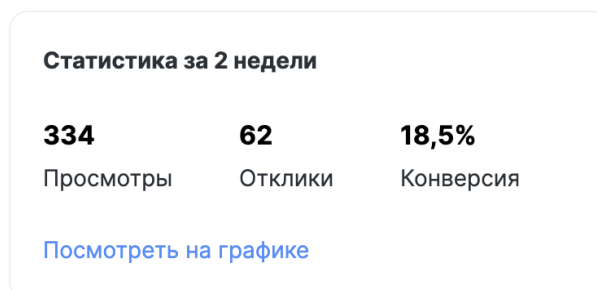 Статистика за 2 недели
334 62 18,5%
Просмотры Отклики Конверсия
Посмотреть на графике